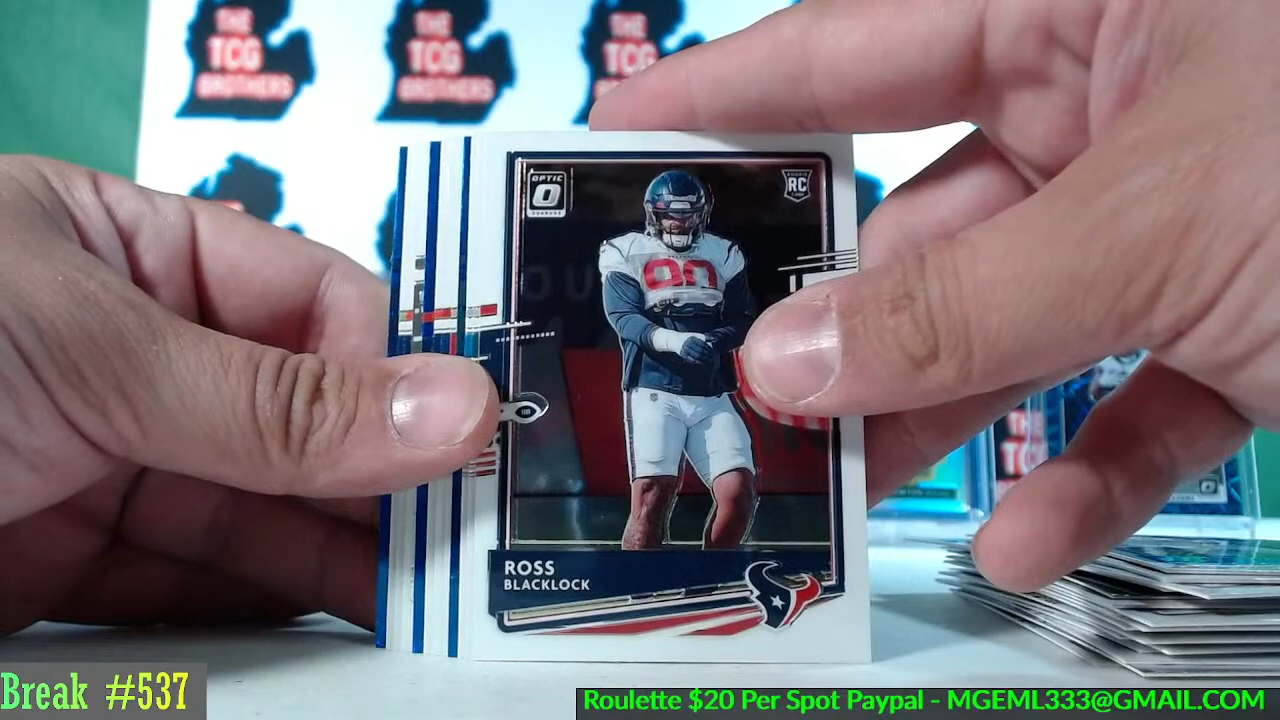 THE
TCG
BROTHERS
THE
TCG
BROTHERS
THE
TCG
BROTHERS
OPTIC
DONRUSS
RC
90
ROSS
BLACKLOCK
Break #537
Roulette $20 Per Spot Paypal - MGEML333@GMAIL.COM